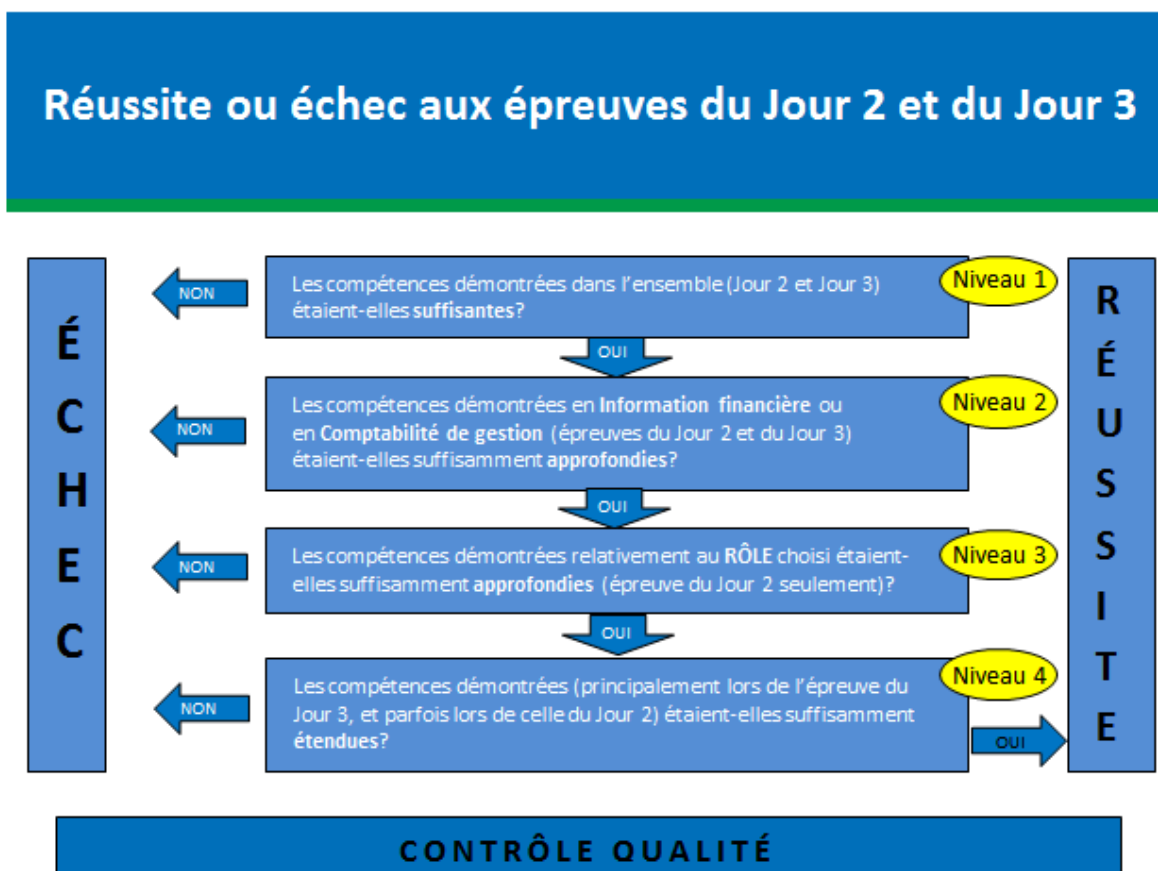 Réussite ou échec aux épreuves du Jour 2 et du Jour 3
ÉCHEC
NON
Les compétences démontrées dans l'ensemble (Jour 2 et Jour 3)
étaient-elles suffisantes?
Niveau 1
OUI
NON
Les compétences démontrées en Information financière ou
en Comptabilité de gestion (épreuves du Jour 2 et du Jour 3)
étaient-elles suffisamment approfondies?
Niveau 2
OUI
NON
Les compétences démontrées relativement au RÔLE choisi étaient-
elles suffisamment approfondies (épreuve du Jour 2 seulement)?
Niveau 3
OUI
NON
Les compétences démontrées (principalement lors de l'épreuve du
Jour 3, et parfois lors de celle du Jour 2) étaient-elles suffisamment
étendues?
Niveau 4
OUI
RÉUSSITE
CONTRÔLE QUALITÉ